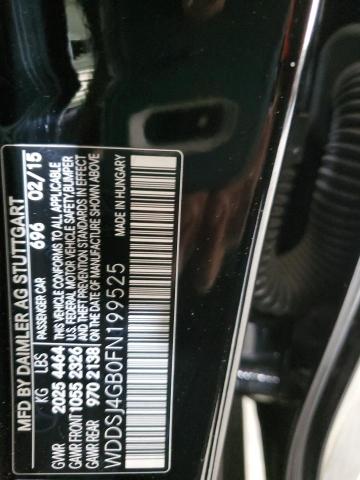 MFD BY DAIMLER AG STUTTGART
PASSENGER CAR 696 02/15
KG LBS
GVWR 2025 4464
GAWR FRONT 1055 2326
GAWR REAR 970 2138
THIS VEHICLE CONFORMS TO ALL APPLICABLE
U.S. FEDERAL MOTOR VEHICLE SAFETY,BUMPER
AND THEFT PREVENTION STANDARDS IN EFFECT
ON THE DATE OF MANUFACTURE SHOWN ABOVE
WDDSJ4GB0FN199525
MADE IN HUNGARY